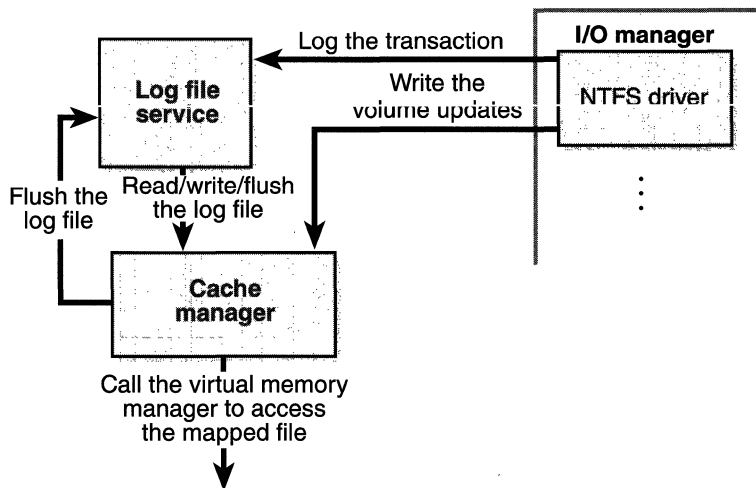 Log the transaction
I/O manager
Log file
service
Write the
volume updates
NTFS driver
Flush the
log file
Read/write/flush
the log file
Cache
manager
Call the virtual memory
manager to access
the mapped file